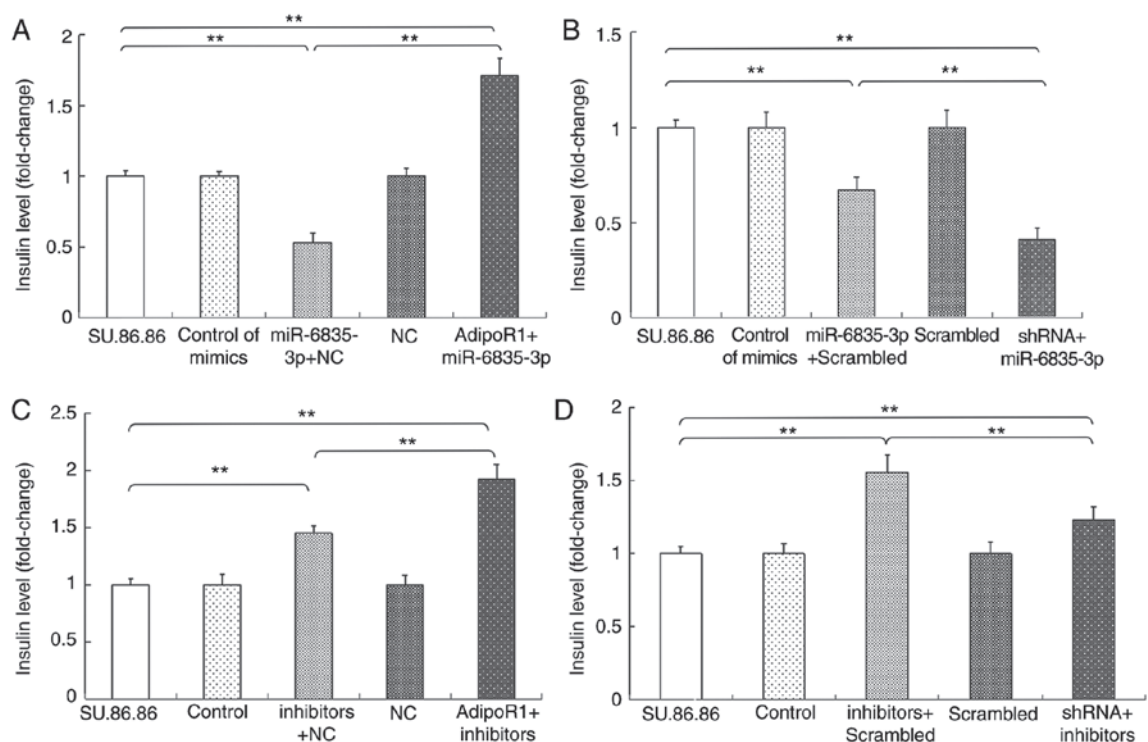 A
**
**
**
Insulin level (fold-change)
2
1.5
1
0.5
0
SU.86.86
Control of
mimics
miR-6835-
3p+NC
NC
AdipoR1+
miR-6835-3p
B
**
**
**
Insulin level (fold-change)
1.5
1
0.5
0
SU.86.86
Control
of mimics
miR-6835-3p
+Scrambled
Scrambled
shRNA+
miR-6835-3p
C
**
**
**
Insulin level (fold-change)
2.5
2
1.5
1
0.5
0
SU.86.86
Control
inhibitors
+NC
NC
AdipoR1+
inhibitors
D
**
**
**
Insulin level (fold-change)
2
1.5
1
0.5
0
SU.86.86
Control
inhibitors+
Scrambled
Scrambled
shRNA+
inhibitors